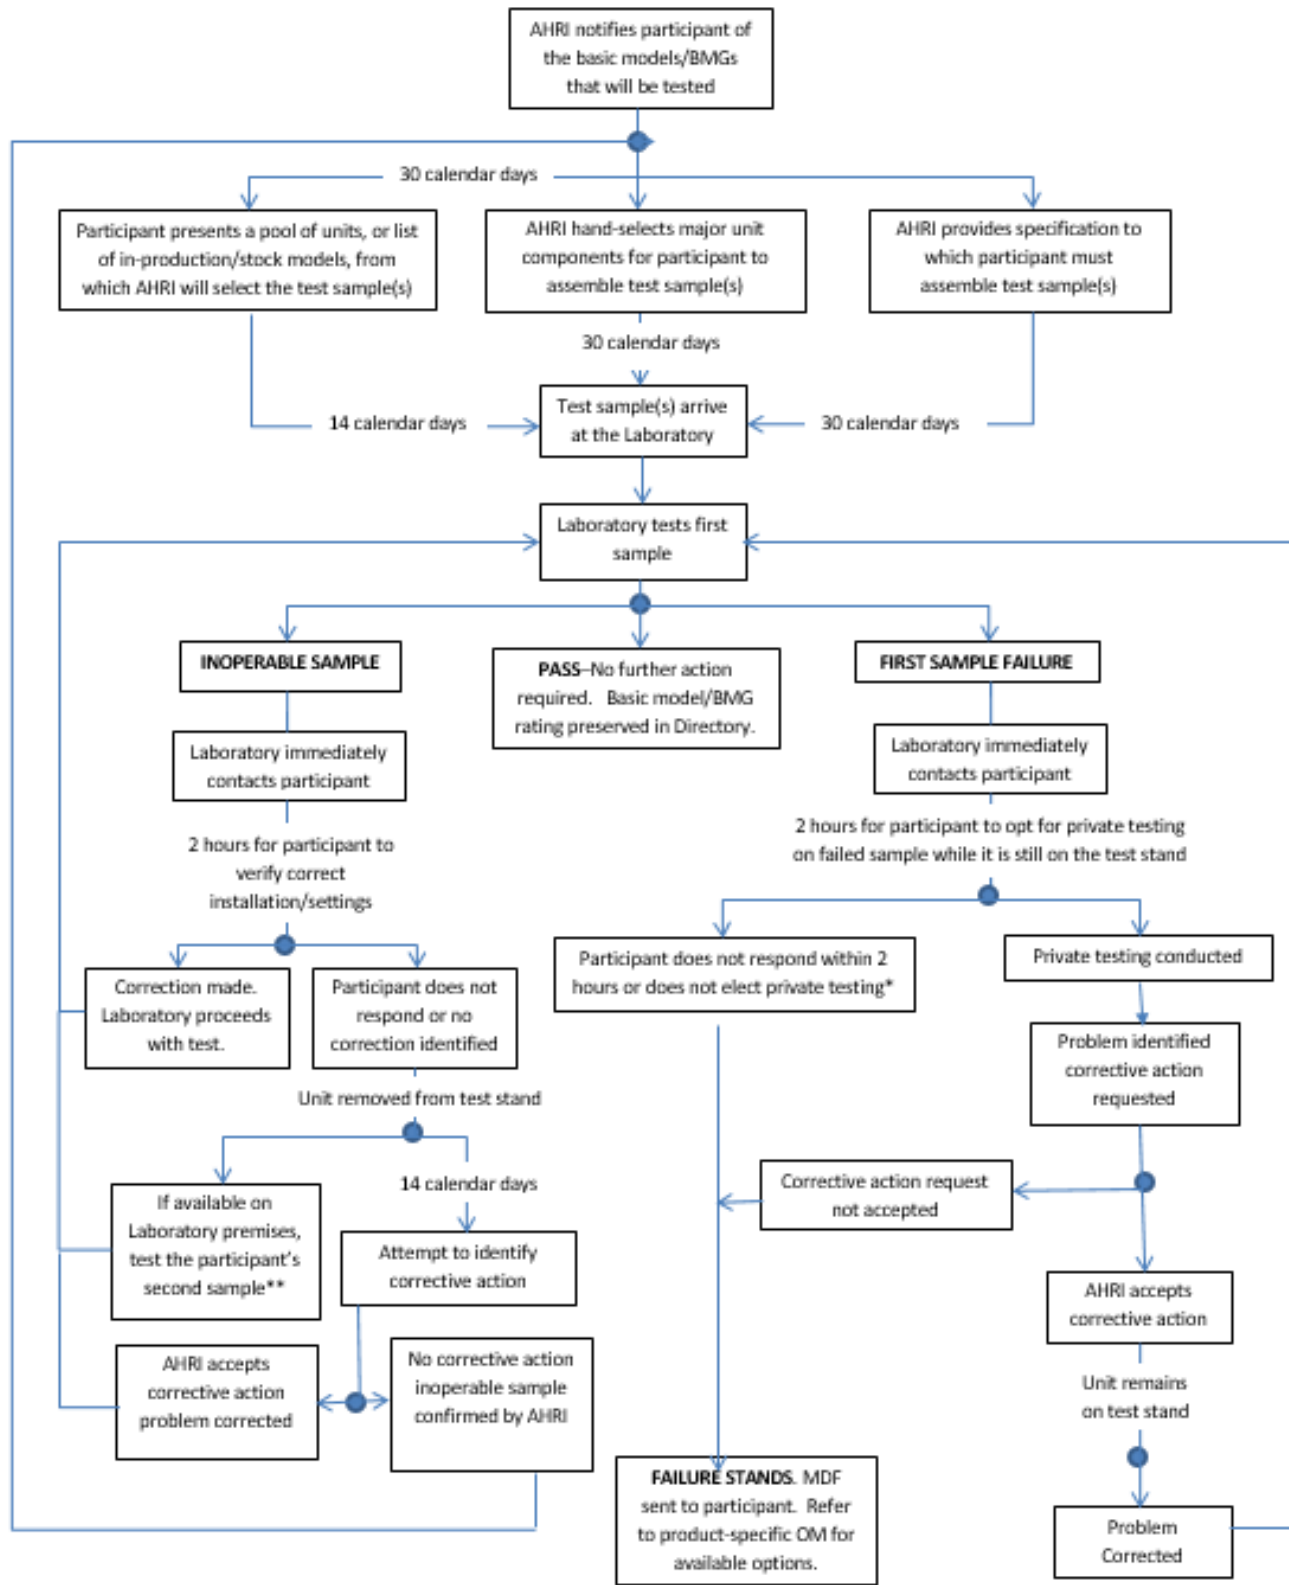 AHRI notifies participant of
the basic models/BMGs
that will be tested
30 calendar days
Participant presents a pool of units, or list
of in-production/stock models, from
which AHRI will select the test sample(s)
AHRI hand-selects major unit
components for participant to
assemble test sample(s)
AHRI provides specification to
which participant must
assemble test sample(s)
30 calendar days
14 calendar days
Test sample(s) arrive
at the Laboratory
30 calendar days
Laboratory tests first
sample
INOPERABLE SAMPLE
PASS–No further action
required. Basic model/BMG
rating preserved in Directory.
FIRST SAMPLE FAILURE
Laboratory immediately
contacts participant
Laboratory immediately
contacts participant
2 hours for participant to
verify correct
installation/settings
2 hours for participant to opt for private testing
on failed sample while it is still on the test stand
Correction made.
Laboratory proceeds
with test.
Participant does not
respond or no
correction identified
Participant does not respond within 2
hours or does not elect private testing*
Private testing conducted
Problem identified
corrective action
requested
Unit removed from test stand
14 calendar days
If available on
Laboratory premises,
test the participant's
second sample**
Attempt to identify
corrective action
Corrective action request
not accepted
AHRI accepts
corrective action
AHRI accepts
corrective action
problem corrected
No corrective action
inoperable sample
confirmed by AHRI
Unit remains
on test stand
FAILURE STANDS. MDF
sent to participant. Refer
to product-specific OM for
available options.
Problem
Corrected